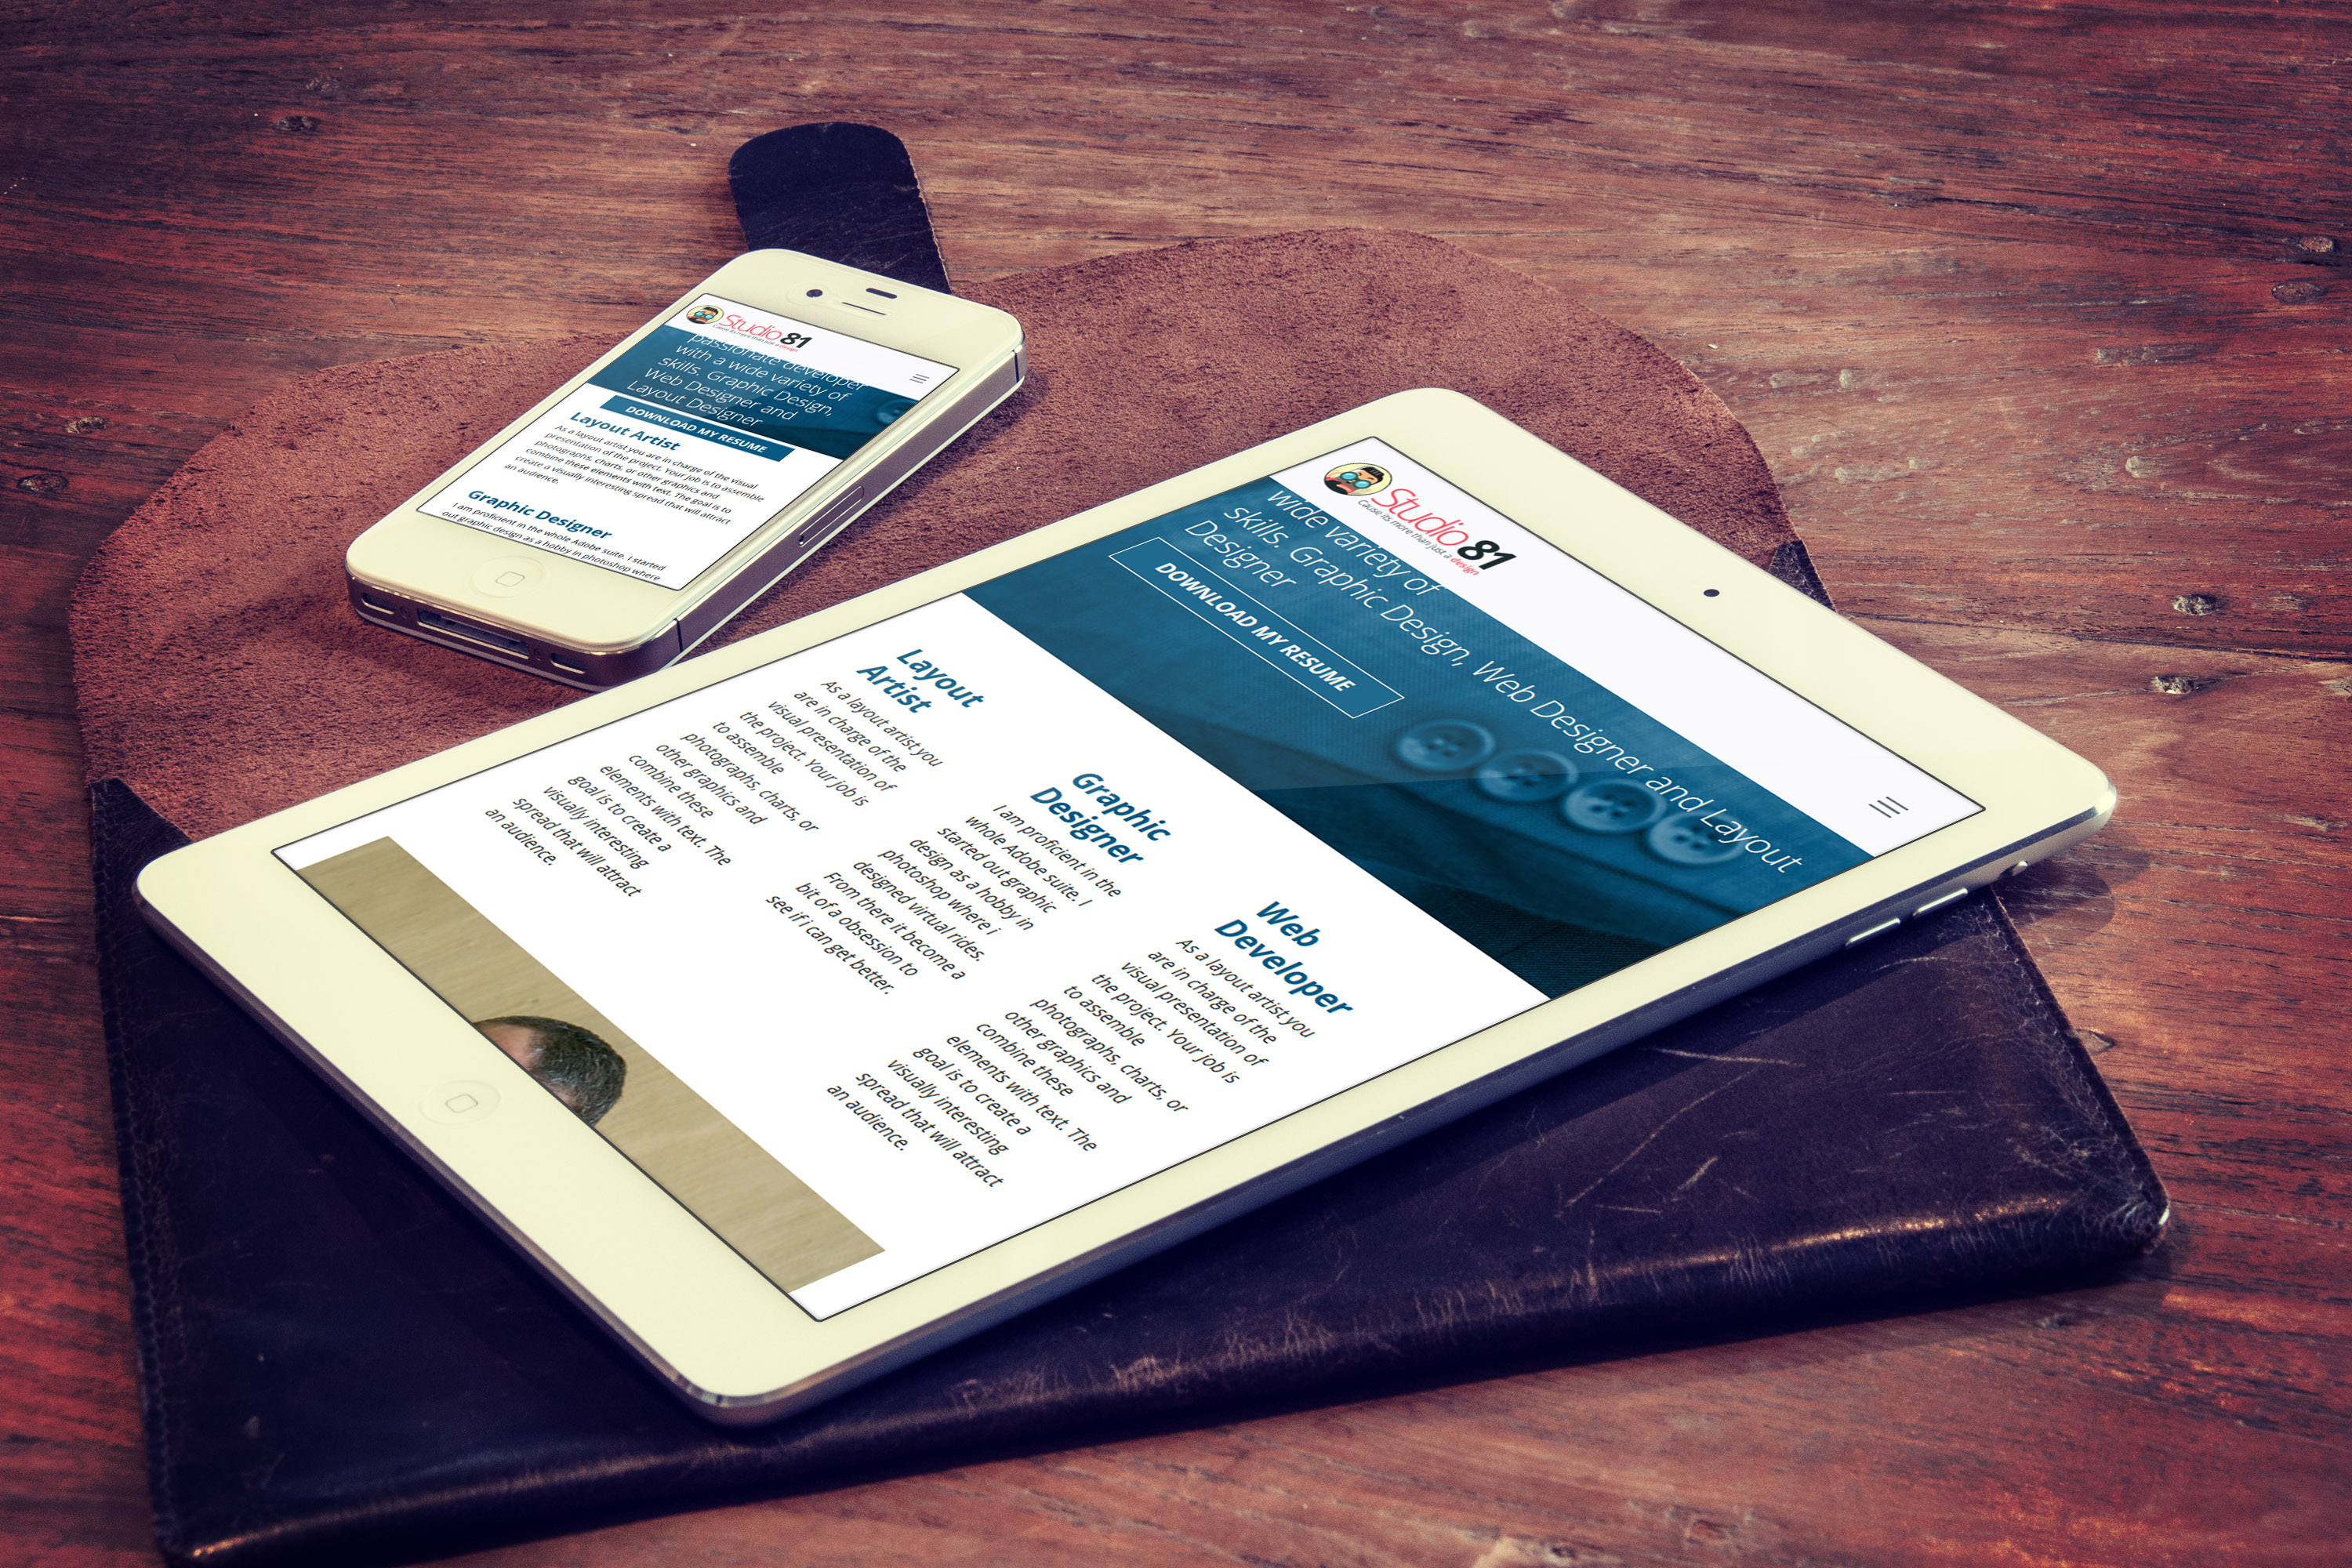 Studio 81
Cause its more than just a design
passionate developer
with a wide variety of
skills. Graphic Design,
Web Designer and
Layout Designer
DOWNLOAD MY RESUME
Layout Artist
As a layout artist you are in charge of the visual
presentation of the project. Your job is to assemble
photographs, charts, or other graphics and
combine these elements with text. The goal is to
create a visually interesting spread that will attract
an audience.
Graphic Designer
I am proficient in the whole Adobe suite. I started
out graphic design as a hobby in photoshop where
Studio 81
Cause its more than just a design
wide variety of
skills. Graphic Design, Web Designer and Layout
Designer
DOWNLOAD MY RESUME
Layout
Artist
As a layout artist you
are in charge of the
visual presentation of
the project. Your job is
to assemble
photographs, charts, or
other graphics and
combine these
elements with text. The
goal is to create a
visually interesting
spread that will attract
an audience.
Graphic
Designer
I am proficient in the
whole Adobe suite. I
started out graphic
design as a hobby in
photoshop where i
designed virtual rides.
From there it become a
bit of a obsession to
see if i can get better.
Web
Developer
As a layout artist you
are in charge of the
visual presentation of
the project. Your job is
to assemble
photographs, charts, or
other graphics and
combine these
elements with text. The
goal is to create a
visually interesting
spread that will attract
an audience.